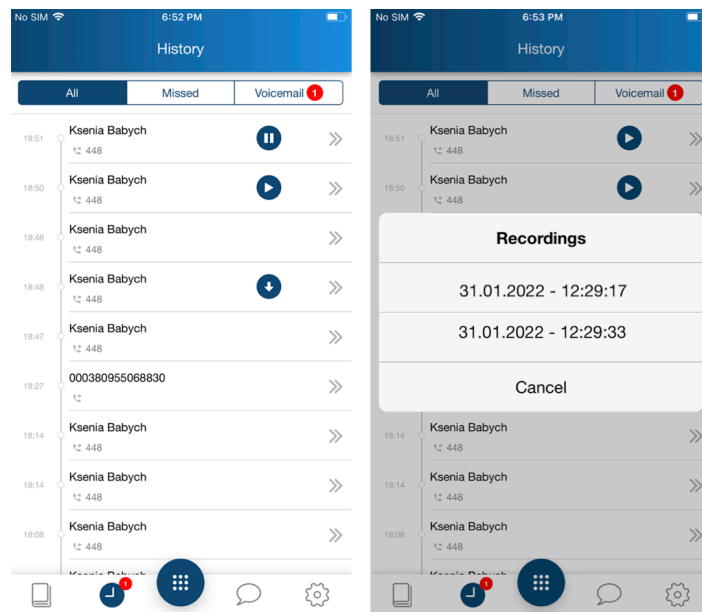 No SIM
6:52 PM
History
All
Missed
Voicemail
1
18:51
Ksenia Babych
448
18:50
Ksenia Babych
448
18:48
Ksenia Babych
448
18:48
Ksenia Babych
448
18:47
Ksenia Babych
448
18:27
000380955068830
18:14
Ksenia Babych
448
18:14
Ksenia Babych
448
18:08
Ksenia Babych
448
Ksenia Babych
1
No SIM
6:53 PM
History
All
Missed
Voicemail
1
18:51
Ksenia Babych
448
18:50
Ksenia Babych
448
Recordings
31.01.2022 - 12:29:17
31.01.2022 - 12:29:33
Cancel
18:14
Ksenia Babych
448
18:14
Ksenia Babych
448
18:08
Ksenia Babych
448
Ksenia Babych
1